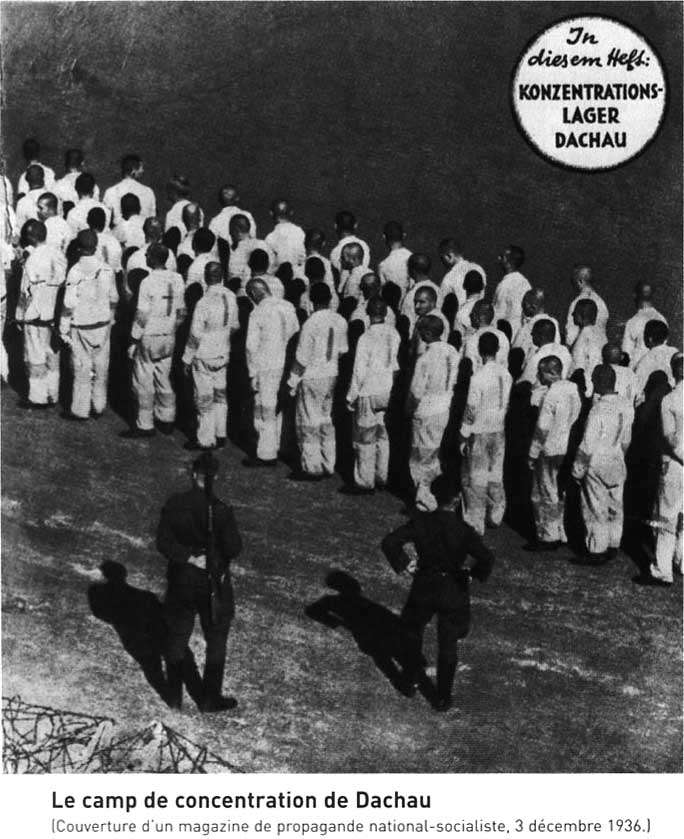 In
diesem Heft:
KONZENTRATIONS-
LAGER
DACHAU
Le camp de concentration de Dachau
(Couverture d'un magazine de propagande national-socialiste, 3 décembre 1936.)